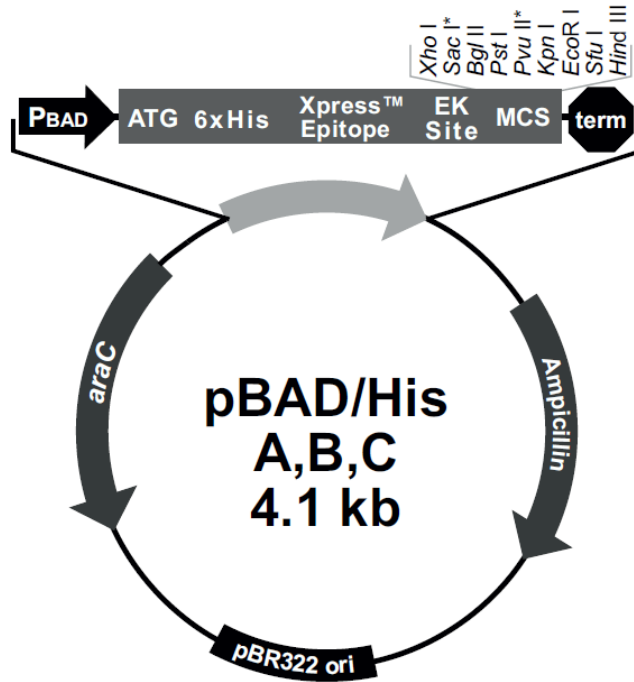 Xho I
Sac I*
Bgl II
Pst I
Pvu II*
Kpn I
EcoR I
Sfu I
Hind III
PBAD
ATG
6xHis
Xpress™
Epitope
EK
Site
MCS
term
araC
Ampicillin
pBAD/His
A,B,C
4.1 kb
pBR322 ori